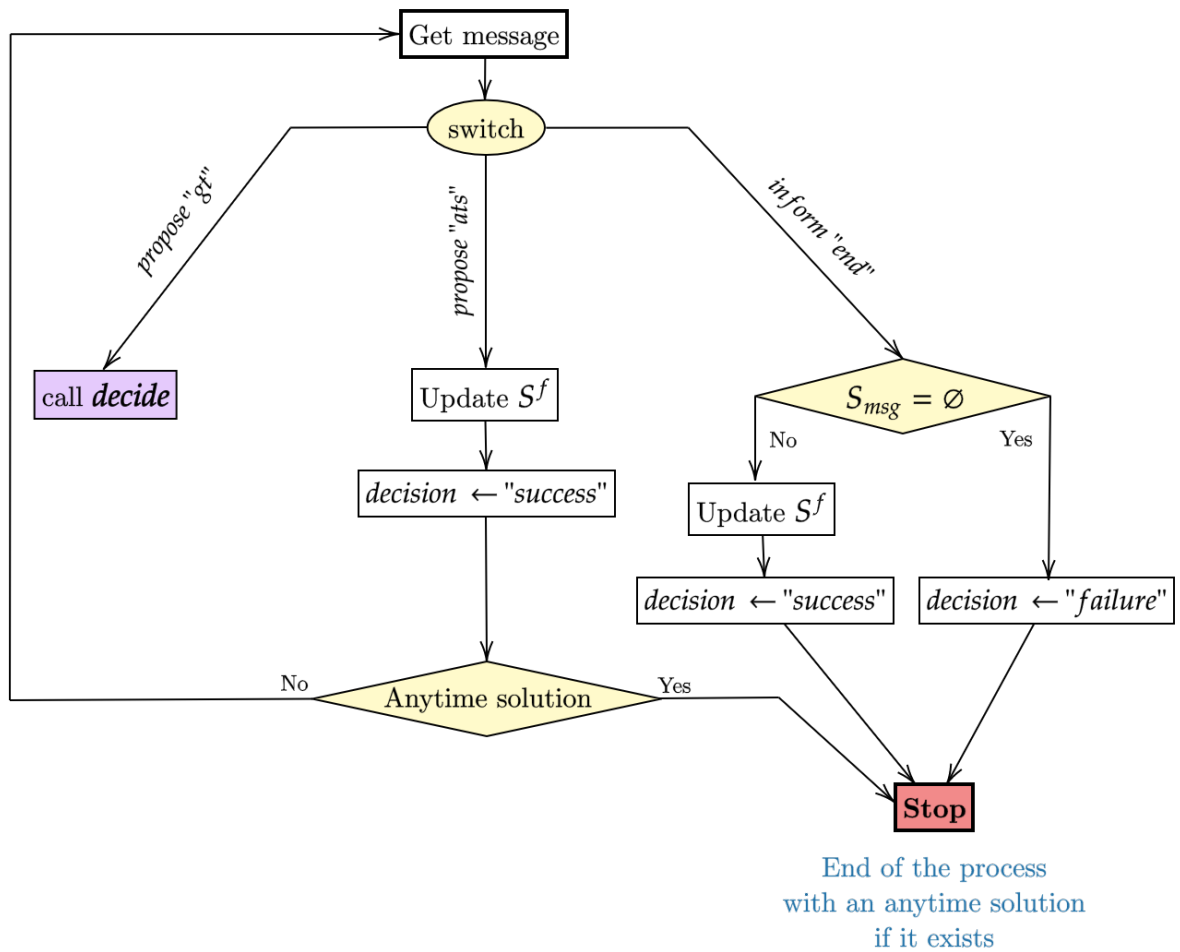 Get message
switch
propose "gt"
propose "ats"
inform "end"
call decide
Update S^f
S_msg = ∅
No
Yes
decision ← "success"
Update S^f
decision ← "success"
decision ← "failure"
No
Anytime solution
Yes
Stop
End of the process
with an anytime solution
if it exists